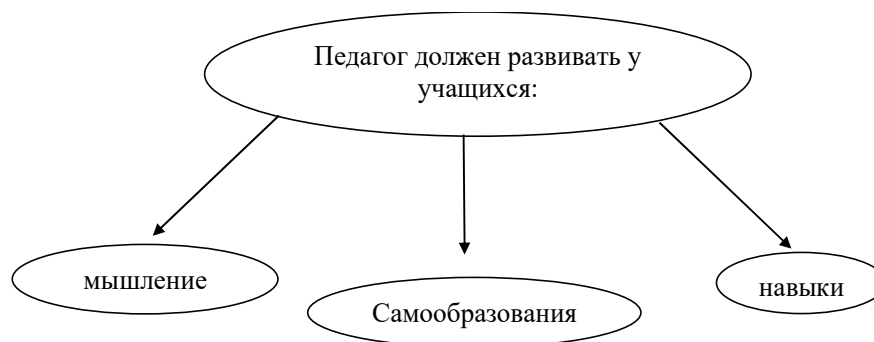 Педагог должен развивать у
учащихся:
мышление
Самообразования
навыки